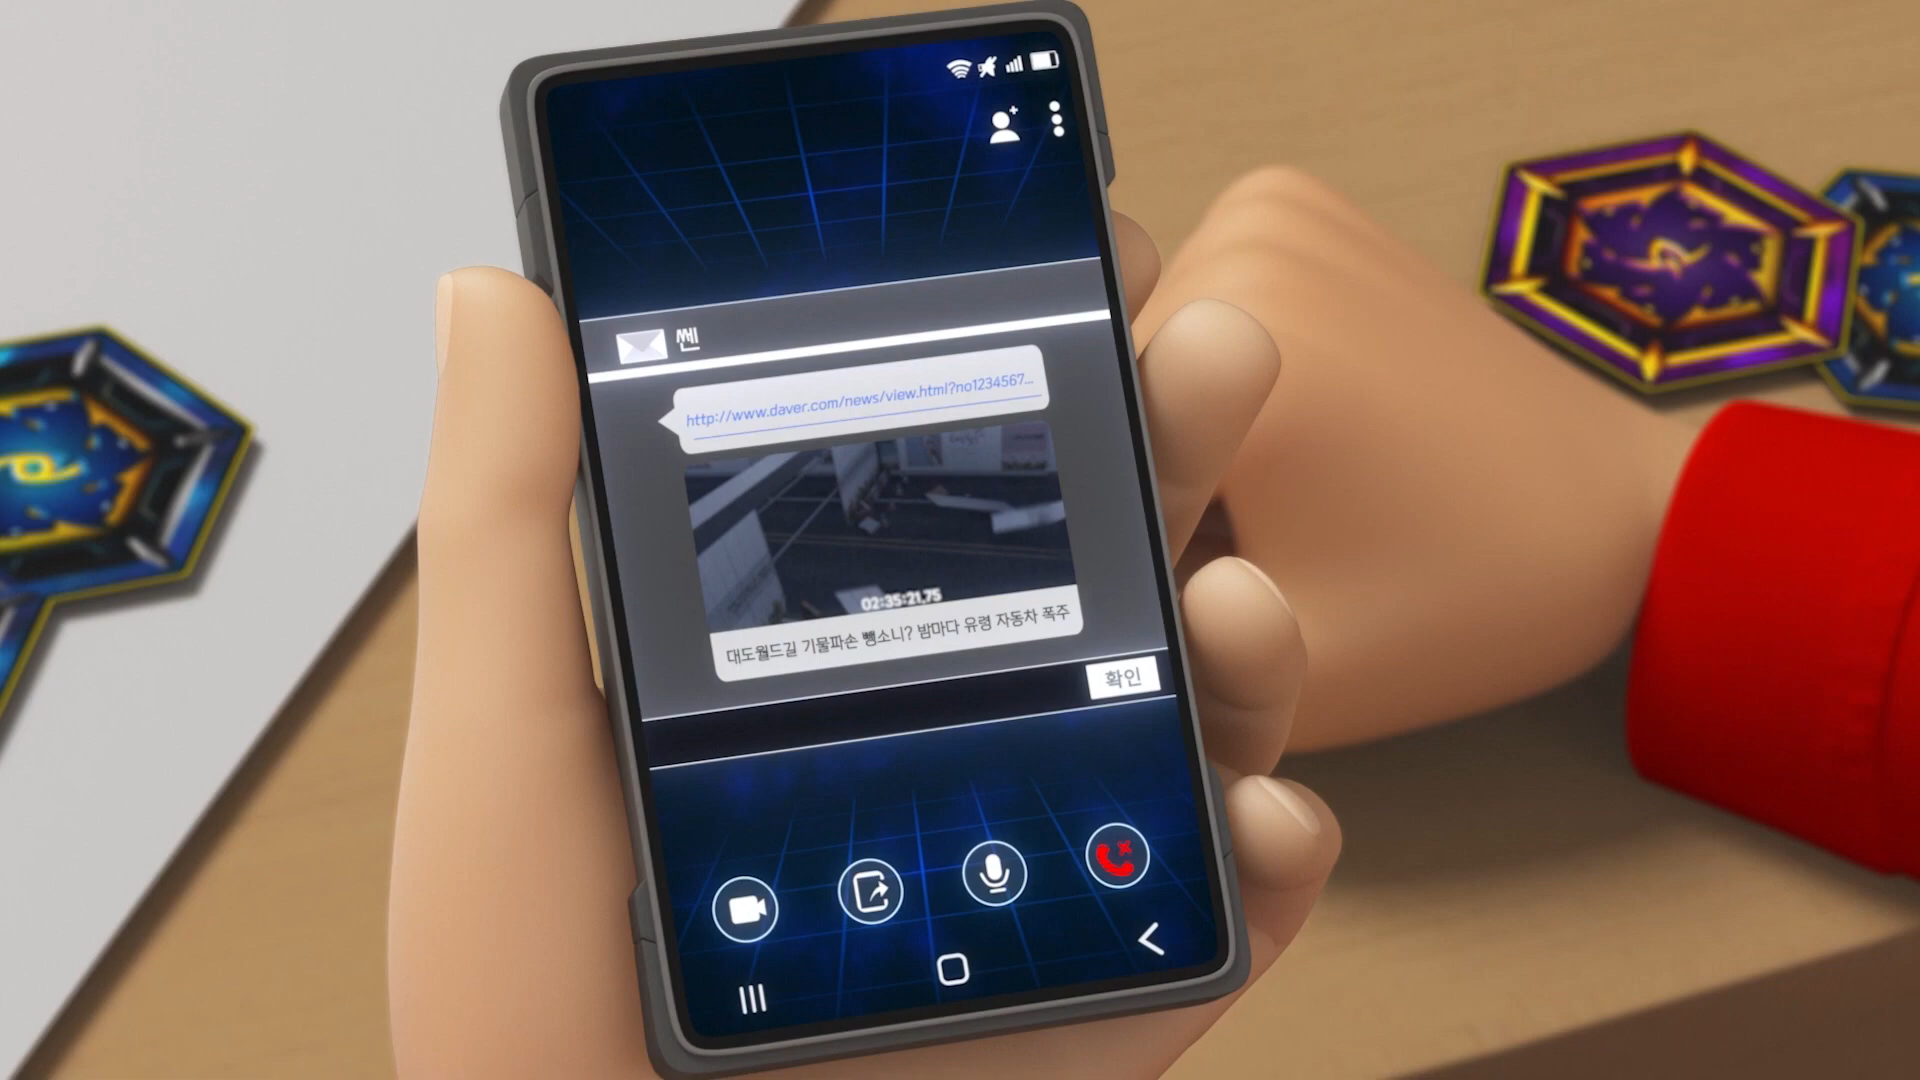 쎈
http://www.daver.com/news/view.html?no1234567...
02:35:21.75
대도월드길 기물파손 뺑소니? 밤마다 유령 자동차 폭주
확인